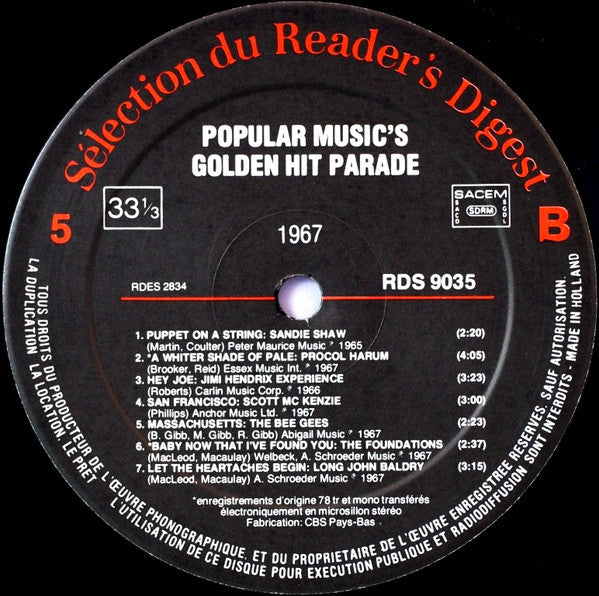 Sélection du Reader's Digest
POPULAR MUSIC'S
GOLDEN HIT PARADE
33 1/3
SACEM
SACD
SDRM
SGDL
5
1967
B
RDES 2834
RDS 9035
1. PUPPET ON A STRING: SANDIE SHAW (2:20)
(Martin, Coulter) Peter Maurice Music ℗ 1965
2. *A WHITER SHADE OF PALE: PROCOL HARUM (4:05)
(Brooker, Reid) Essex Music Int. ℗ 1967
3. HEY JOE: JIMI HENDRIX EXPERIENCE (3:23)
(Roberts) Carlin Music Corp. ℗ 1966
4. SAN FRANCISCO: SCOTT MC KENZIE (3:00)
(Phillips) Anchor Music Ltd. ℗ 1967
5. MASSACHUSETTS: THE BEE GEES (2:23)
(B. Gibb, M. Gibb, R. Gibb) Abigail Music ℗ 1967
6. *BABY NOW THAT I'VE FOUND YOU: THE FOUNDATIONS (2:37)
(MacLeod, Macaulay) Welbeck, A. Schroeder Music ℗ 1967
7. LET THE HEARTACHES BEGIN: LONG JOHN BALDRY (3:15)
(MacLeod, Macaulay) A. Schroeder Music ℗ 1967
*enregistrements d'origine 78 tr et mono transférés
électroniquement en microsillon stéréo
Fabrication: CBS Pays-Bas
TOUS DROITS DU PRODUCTEUR DE L'ŒUVRE PHONOGRAPHIQUE. ET DU PROPRIETAIRE DE L'ŒUVRE ENREGISTREE RESERVES, SAUF AUTORISATION.
LA DUPLICATION. LA LOCATION. LE PRÊT. L'UTILISATION DE CE DISQUE POUR EXECUTION PUBLIQUE ET RADIODIFFUSION SONT INTERDITS - MADE IN HOLLAND